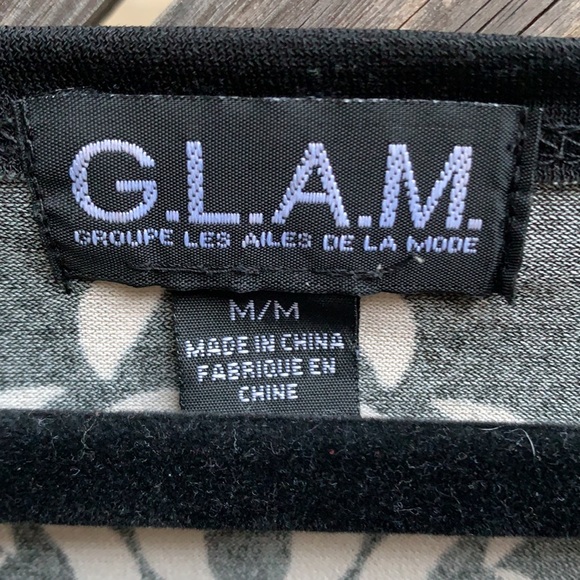 G.L.A.M.
GROUPE LES AILES DE LA MODE
M/M
MADE IN CHINA
FABRIQUE EN
CHINE